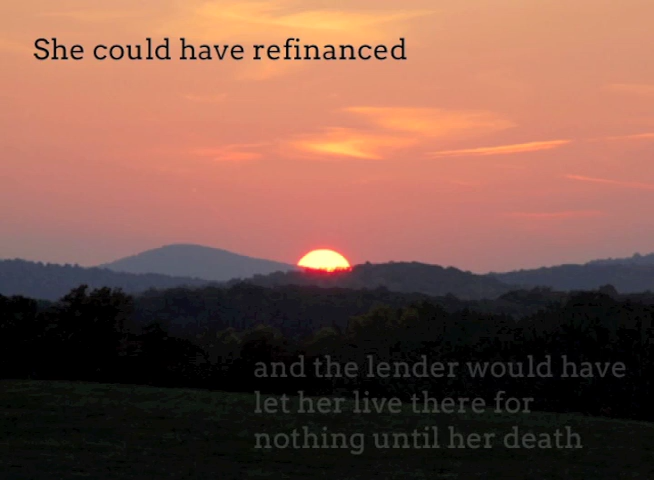 She could have refinanced
and the lender would have
let her live there for
nothing until her death